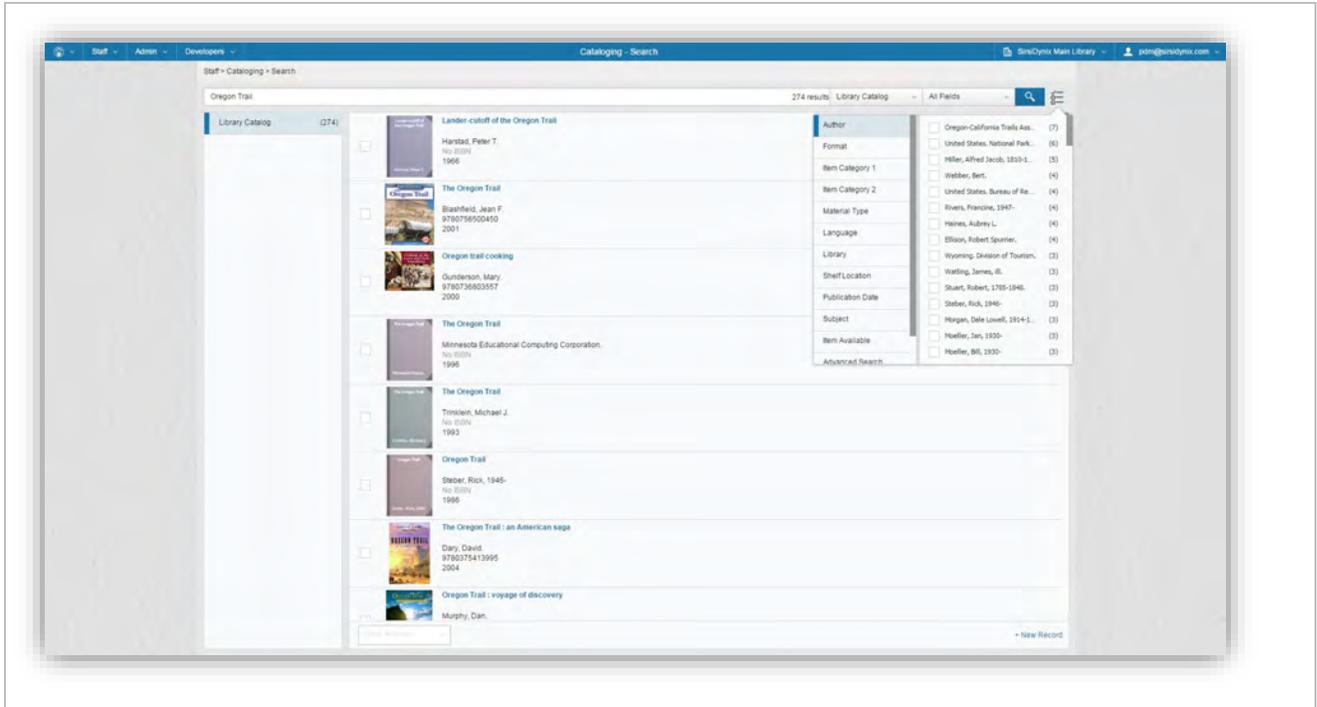 Staff Admin Developers Cataloging - Search SirsiDynix Main Library pdm@sirsidynix.com
Staff > Cataloging > Search
Oregon Trail 274 results Library Catalog All Fields
Library Catalog (274)
Lander-cutoff of the Oregon Trail
Harstad, Peter T.
No ISBN
1966
The Oregon Trail
Blashfield, Jean F.
9780756500450
2001
Oregon trail cooking
Gunderson, Mary.
9780736803557
2000
The Oregon Trail
Minnesota Educational Computing Corporation.
No ISBN
1996
The Oregon Trail
Trinklein, Michael J.
No ISBN
1993
Oregon Trail
Steber, Rick, 1946-
No ISBN
1986
The Oregon Trail : an American saga
Dary, David.
9780375413995
2004
Oregon Trail : voyage of discovery
Murphy, Dan.
+ New Record
Author
Format
Item Category 1
Item Category 2
Material Type
Language
Library
Shelf Location
Publication Date
Subject
Item Available
Advanced Search
Oregon-California Trails Ass... (7)
United States. National Park... (6)
Miller, Alfred Jacob, 1810-1... (5)
Webber, Bert. (4)
United States. Bureau of Re... (4)
Rivers, Francine, 1947- (4)
Haines, Aubrey L. (4)
Ellison, Robert Spurrier. (4)
Wyoming. Division of Tourism. (3)
Watling, James, ill. (3)
Stuart, Robert, 1785-1848. (3)
Steber, Rick, 1946- (3)
Morgan, Dale Lowell, 1914-1... (3)
Moeller, Jan, 1930- (3)
Moeller, Bill, 1930- (3)